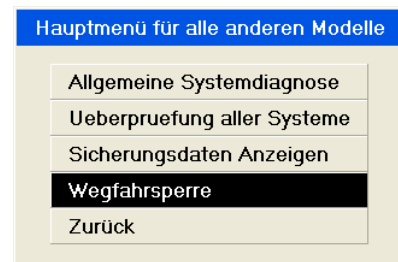 Hauptmenü für alle anderen Modelle
Allgemeine Systemdiagnose
Ueberpruefung aller Systeme
Sicherungsdaten Anzeigen
Wegfahrsperre
Zurück